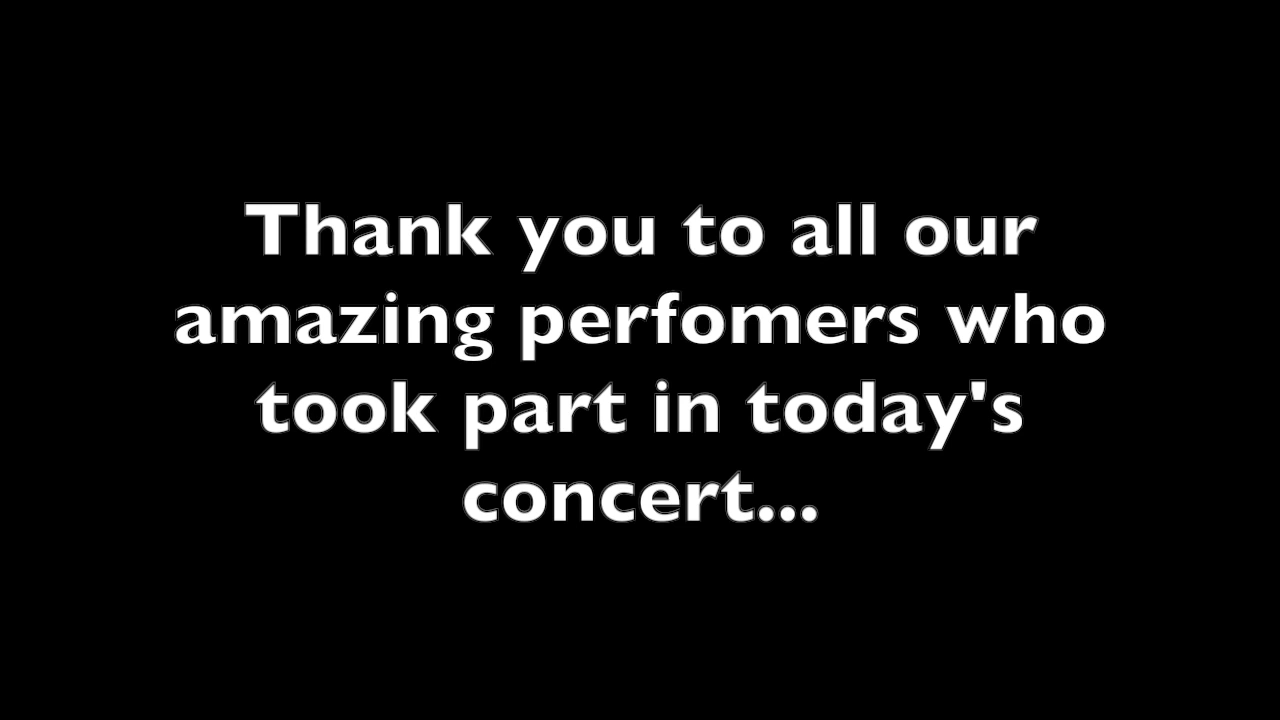 Thank you to all our
amazing perfomers who
took part in today's
concert...